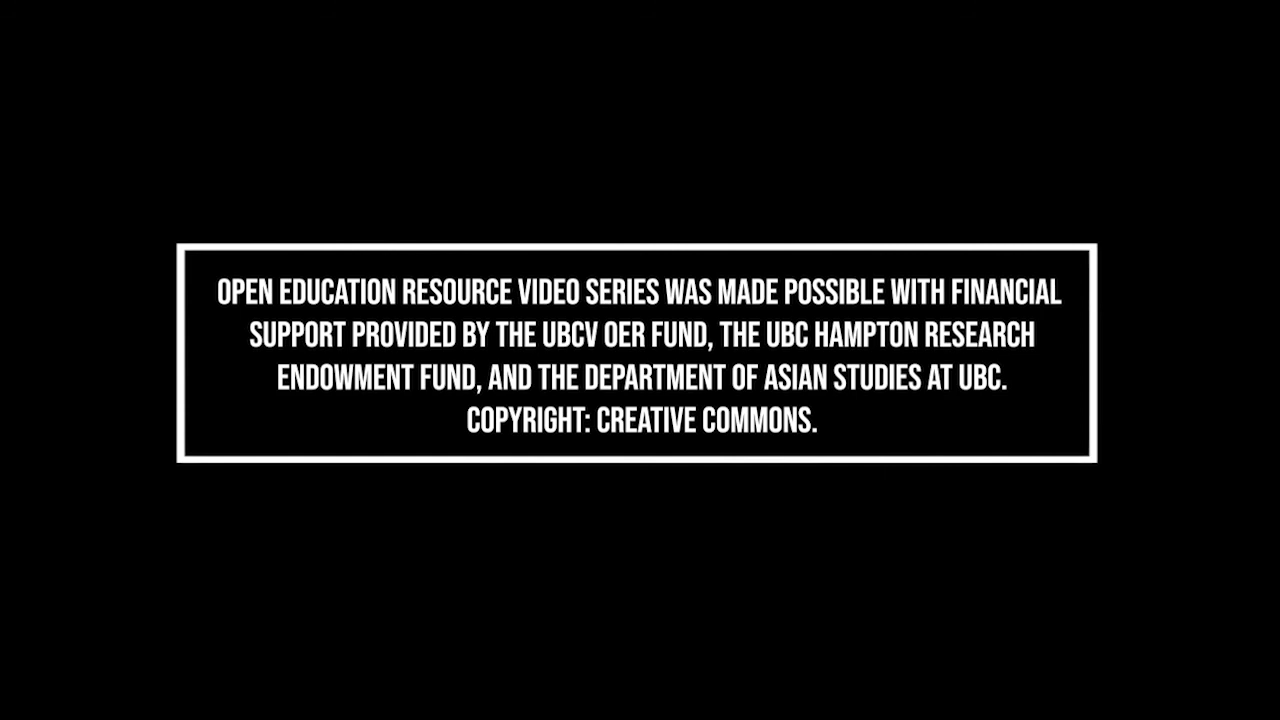 OPEN EDUCATION RESOURCE VIDEO SERIES WAS MADE POSSIBLE WITH FINANCIAL
SUPPORT PROVIDED BY THE UBCV OER FUND, THE UBC HAMPTON RESEARCH
ENDOWMENT FUND, AND THE DEPARTMENT OF ASIAN STUDIES AT UBC.
COPYRIGHT: CREATIVE COMMONS.